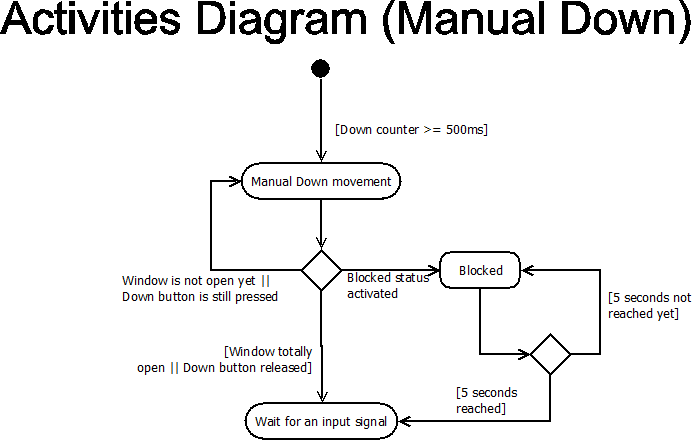 Activities Diagram (Manual Down)
[Down counter >= 500ms]
Manual Down movement
Window is not open yet ||
Down button is still pressed
Blocked status
activated
Blocked
[5 seconds not
reached yet]
[Window totally
open || Down button released]
[5 seconds
reached]
Wait for an input signal